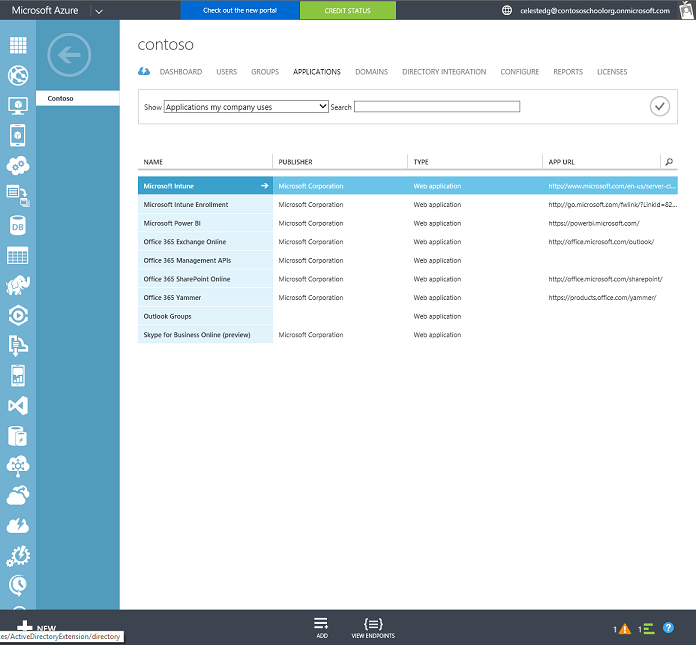 Microsoft Azure
Check out the new portal
CREDIT STATUS
celestedg@contososchoolorg.onmicrosoft.com
Contoso
contoso
DASHBOARD USERS GROUPS APPLICATIONS DOMAINS DIRECTORY INTEGRATION CONFIGURE REPORTS LICENSES
Show Applications my company uses Search
NAME PUBLISHER TYPE APP URL
Microsoft Intune Microsoft Corporation Web application http://www.microsoft.com/en-us/server-cl...
Microsoft Intune Enrollment Microsoft Corporation Web application http://go.microsoft.com/fwlink/?LinkId=82...
Microsoft Power BI Microsoft Corporation Web application https://powerbi.microsoft.com/
Office 365 Exchange Online Microsoft Corporation Web application http://office.microsoft.com/outlook/
Office 365 Management APIs Microsoft Corporation Web application
Office 365 SharePoint Online Microsoft Corporation Web application http://office.microsoft.com/sharepoint/
Office 365 Yammer Microsoft Corporation Web application https://products.office.com/yammer/
Outlook Groups Web application
Skype for Business Online (preview) Microsoft Corporation Web application
DB
NEW
es/ActiveDirectoryExtension/directory
ADD
VIEW ENDPOINTS
1 1 ?